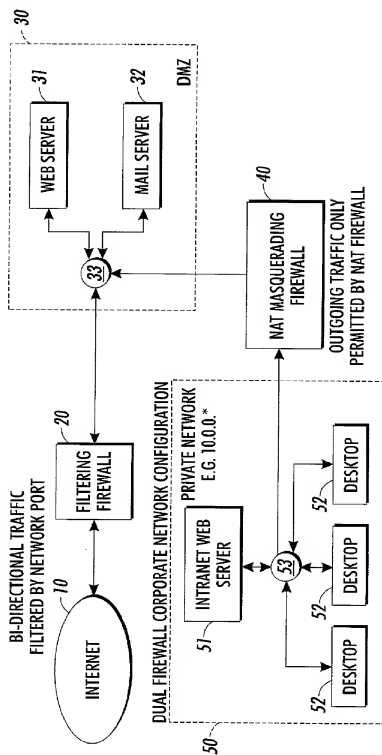 BI-DIRECTIONAL TRAFFIC
FILTERED BY NETWORK PORT
10
INTERNET
20
FILTERING
FIREWALL
30
31
WEB SERVER
33
32
MAIL SERVER
DMZ
DUAL FIREWALL CORPORATE NETWORK CONFIGURATION
PRIVATE NETWORK
E.G. 10.0.0.*
INTRANET WEB
SERVER
51
53
52
DESKTOP
52
DESKTOP
52
DESKTOP
50
40
NAT MASQUERADING
FIREWALL
OUTGOING TRAFFIC ONLY
PERMITTED BY NAT FIREWALL